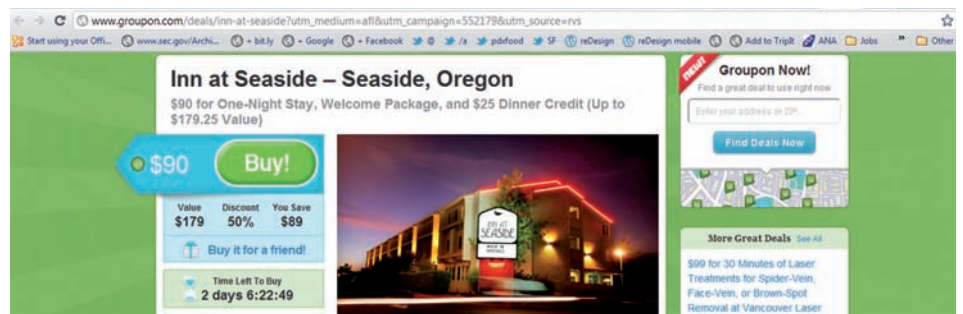 www.groupon.com/deals/inn-at-seaside?utm_medium=afl&utm_campaign=552179&utm_source=rvs
Start using your Offi... www.sec.gov/Archi... + bit.ly + Google + Facebook @ /a pdxfood SF reDesign reDesign mobile Add to TripIt ANA Jobs » Other
Inn at Seaside – Seaside, Oregon
$90 for One-Night Stay, Welcome Package, and $25 Dinner Credit (Up to
$179.25 Value)
$90 Buy!
Value Discount You Save
$179 50% $89
Buy it for a friend!
Time Left To Buy
2 days 6:22:49
INN AT
SEASIDE
NEW!
Groupon Now!
Find a great deal to use right now
Enter your address or ZIP...
Find Deals Now
More Great Deals See All
$99 for 30 Minutes of Laser
Treatments for Spider-Vein,
Face-Vein, or Brown-Spot
Removal at Vancouver Laser